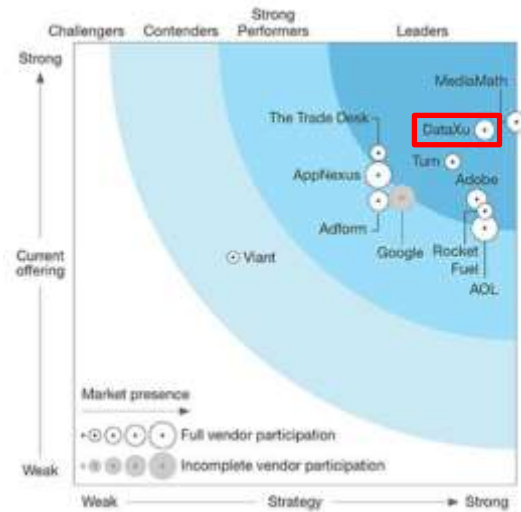 Strong
Challengers Contenders Performers Leaders
Strong
MediaMath
The Trade Desk
DataXu
Turn
AppNexus
Adobe
Adform
Google
Rocket
Fuel
AOL
Current
offering
Viant
Market presence
Full vendor participation
Incomplete vendor participation
Weak
Weak Strategy Strong